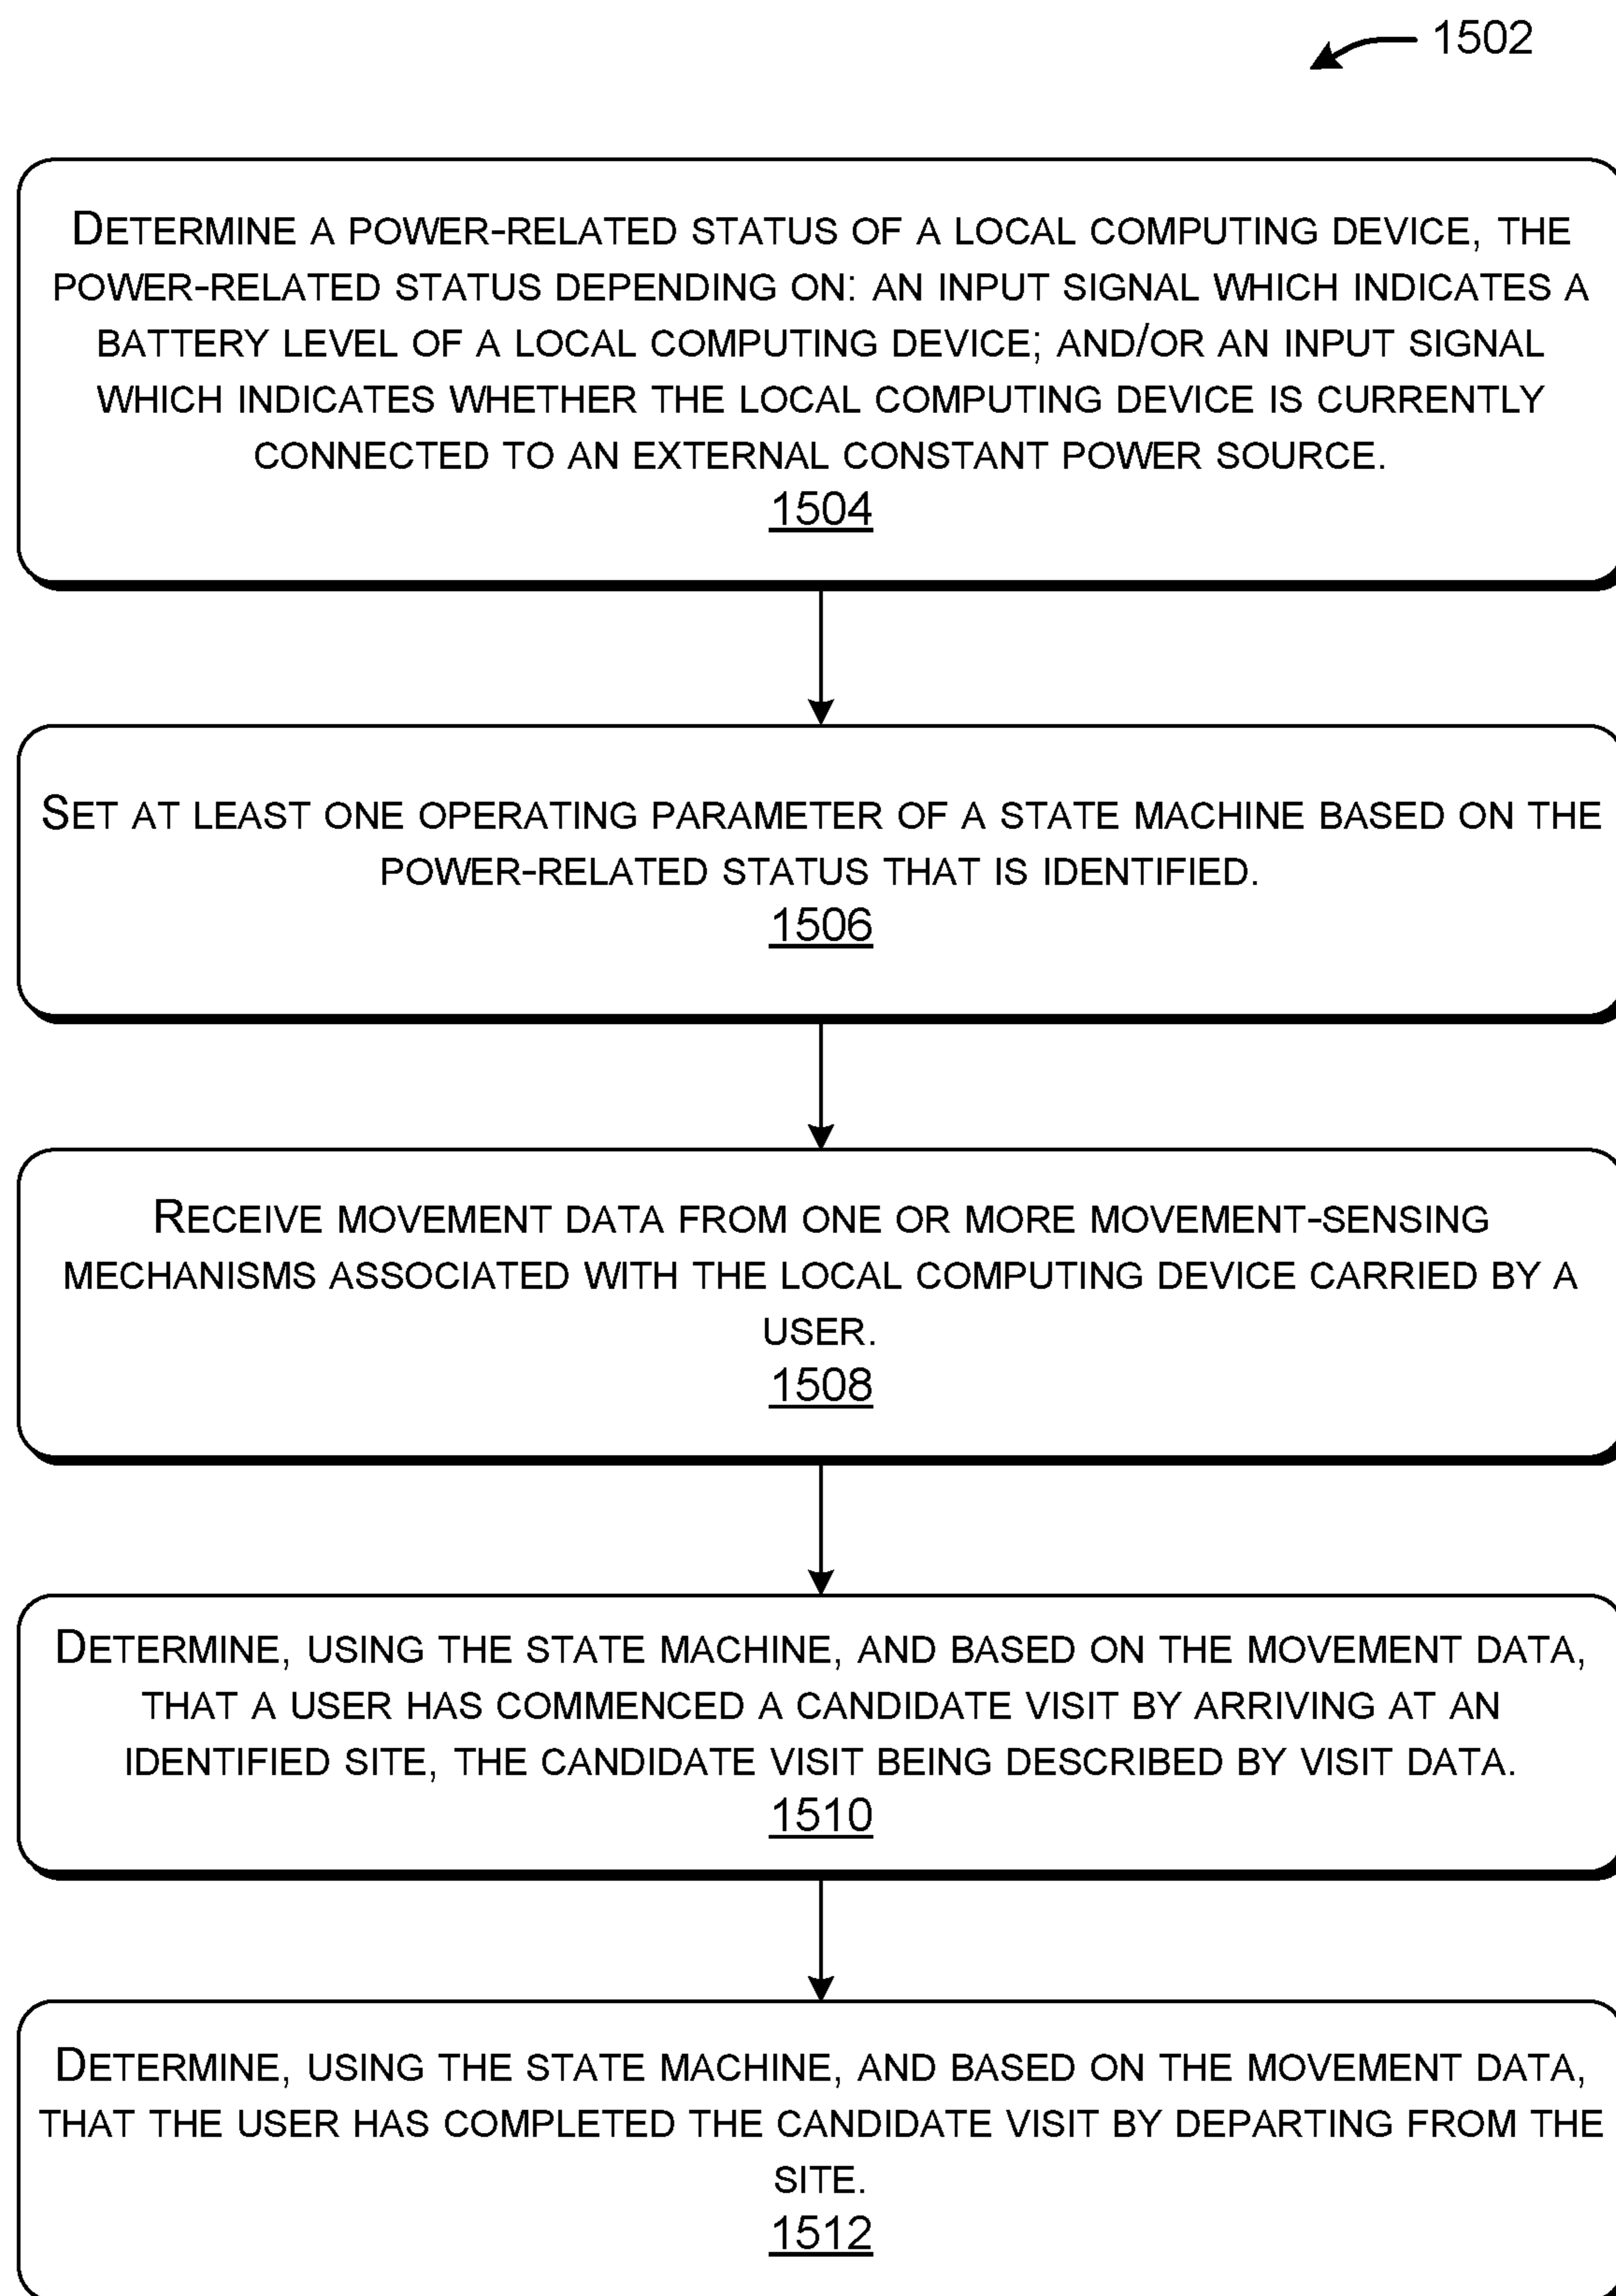 1502
DETERMINE A POWER-RELATED STATUS OF A LOCAL COMPUTING DEVICE, THE
POWER-RELATED STATUS DEPENDING ON: AN INPUT SIGNAL WHICH INDICATES A
BATTERY LEVEL OF A LOCAL COMPUTING DEVICE; AND/OR AN INPUT SIGNAL
WHICH INDICATES WHETHER THE LOCAL COMPUTING DEVICE IS CURRENTLY
CONNECTED TO AN EXTERNAL CONSTANT POWER SOURCE.
1504
SET AT LEAST ONE OPERATING PARAMETER OF A STATE MACHINE BASED ON THE
POWER-RELATED STATUS THAT IS IDENTIFIED.
1506
RECEIVE MOVEMENT DATA FROM ONE OR MORE MOVEMENT-SENSING
MECHANISMS ASSOCIATED WITH THE LOCAL COMPUTING DEVICE CARRIED BY A
USER.
1508
DETERMINE, USING THE STATE MACHINE, AND BASED ON THE MOVEMENT DATA,
THAT A USER HAS COMMENCED A CANDIDATE VISIT BY ARRIVING AT AN
IDENTIFIED SITE, THE CANDIDATE VISIT BEING DESCRIBED BY VISIT DATA.
1510
DETERMINE, USING THE STATE MACHINE, AND BASED ON THE MOVEMENT DATA,
THAT THE USER HAS COMPLETED THE CANDIDATE VISIT BY DEPARTING FROM THE
SITE.
1512